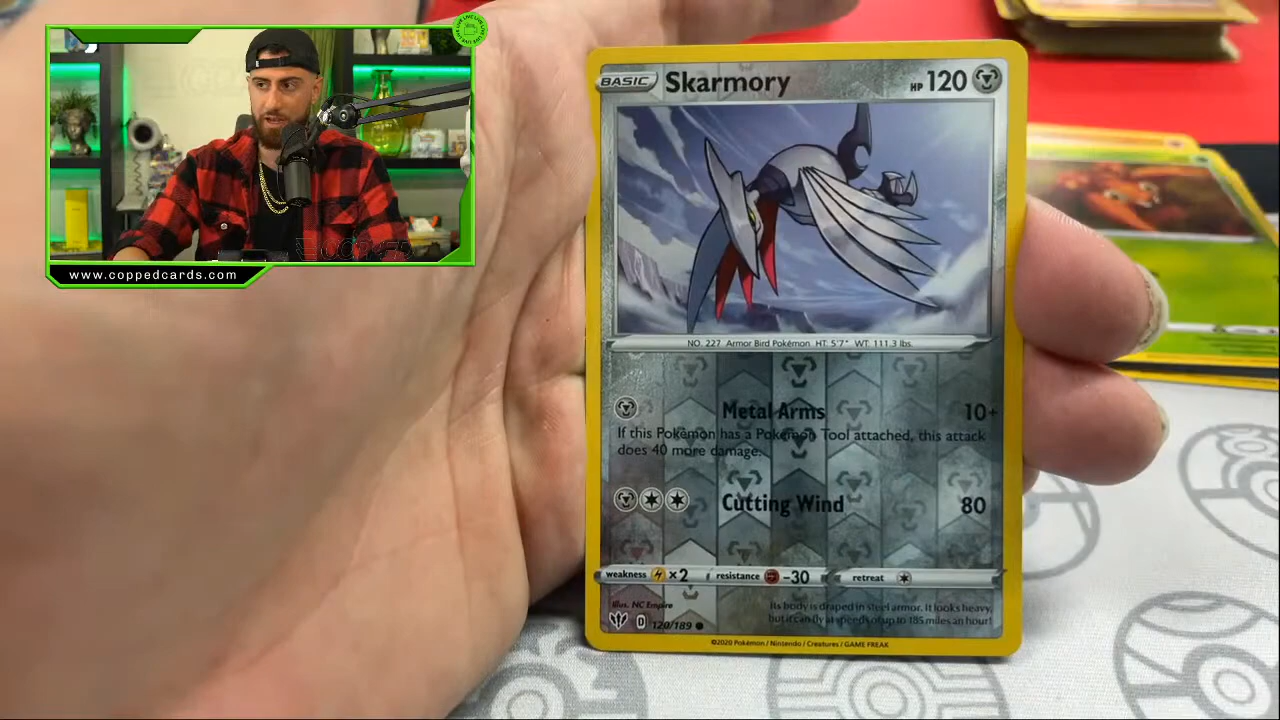 LIVE LIVE LIVE LIVE
www.coppedcards.com
BASIC Skarmory HP 120
NO. 227 Armor Bird Pokémon HT: 5'7" WT: 111.3 lbs.
Metal Arms 10+
If this Pokémon has a Pokémon Tool attached, this attack
does 40 more damage.
Cutting Wind 80
weakness ×2 resistance -30 retreat
Illus. NC Empire
Its body is draped in steel armor. It looks heavy,
but it can fly at speeds of up to 185 miles an hour!
D 120/189
©2020 Pokémon / Nintendo / Creatures / GAME FREAK